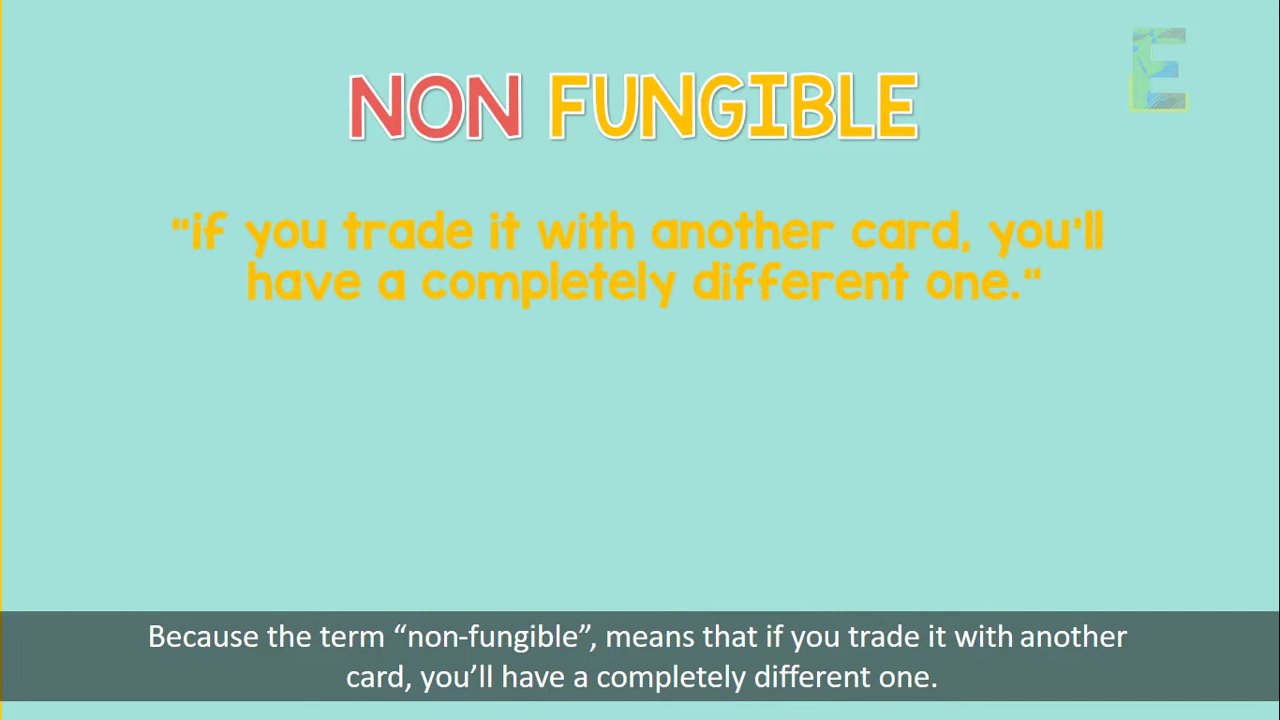 E
NON FUNGIBLE
"if you trade it with another card, you'll
have a completely different one."
Because the term “non-fungible”, means that if you trade it with another
card, you’ll have a completely different one.